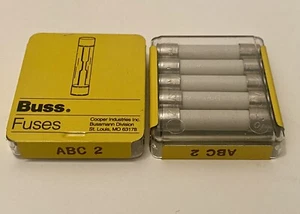 Buss.
Fuses
Cooper Industries Inc.
Bussmann Division
St. Louis, MO 63178
ABC 2
ABC 2